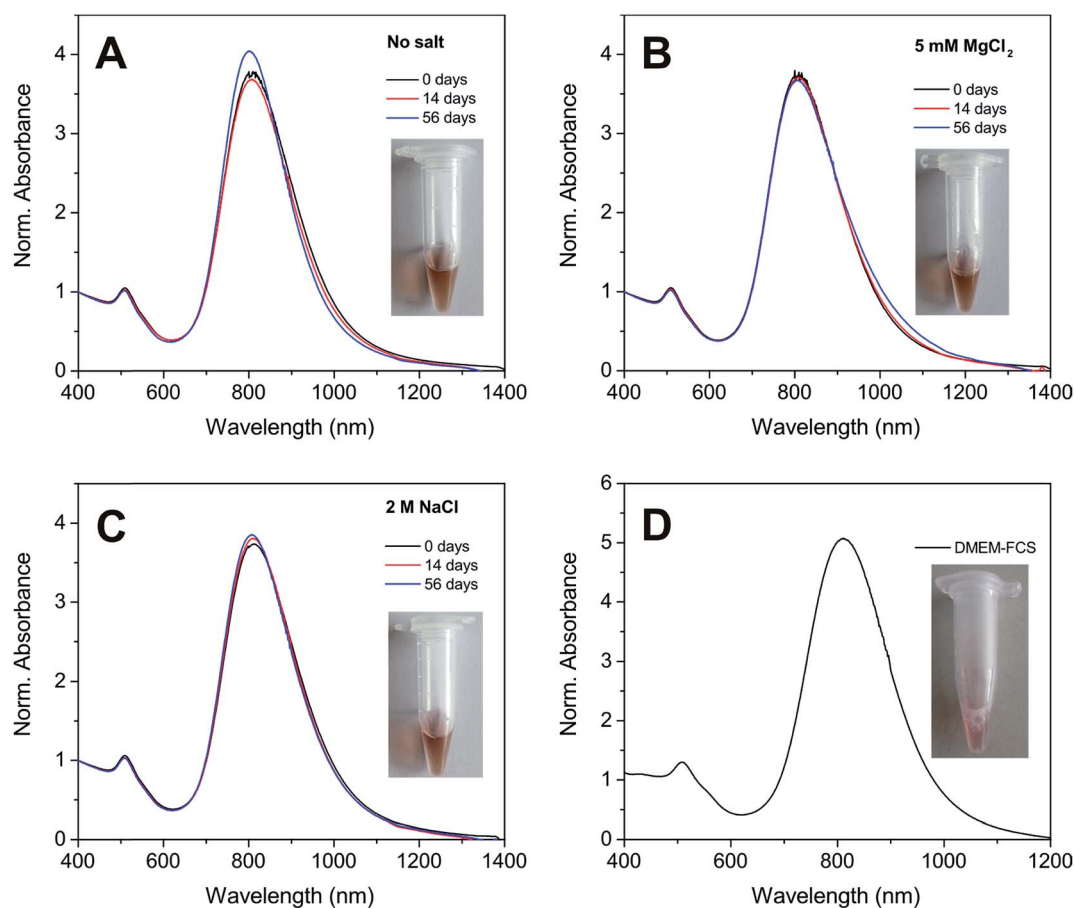 A
No salt
0 days
14 days
56 days
4
3
2
1
0
Norm. Absorbance
400 600 800 1000 1200 1400
Wavelength (nm)
B
5 mM MgCl₂
0 days
14 days
56 days
4
3
2
1
0
Norm. Absorbance
400 600 800 1000 1200 1400
Wavelength (nm)
C
2 M NaCl
0 days
14 days
56 days
4
3
2
1
0
Norm. Absorbance
400 600 800 1000 1200 1400
Wavelength (nm)
D
DMEM-FCS
6
5
4
3
2
1
0
Norm. Absorbance
400 600 800 1000 1200
Wavelength (nm)